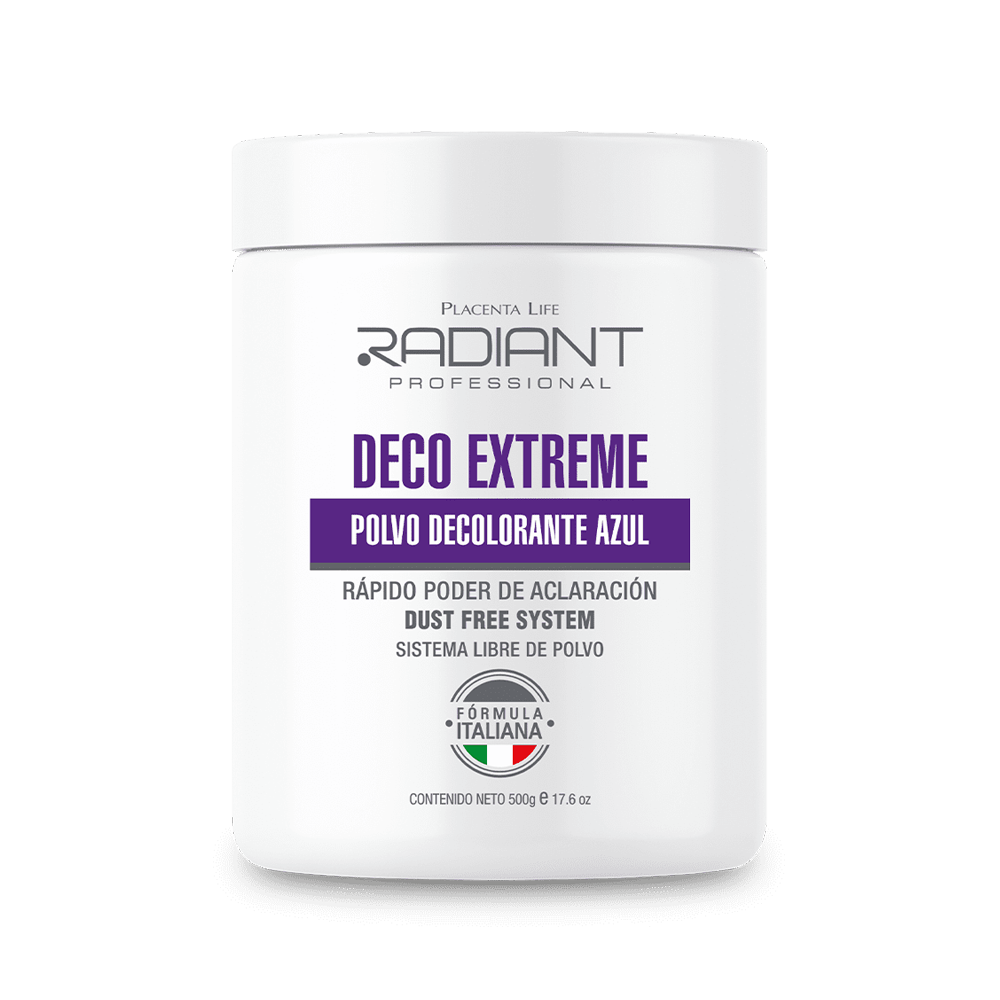 PLACENTA LIFE
RADIANT
PROFESSIONAL
DECO EXTREME
POLVO DECOLORANTE AZUL
RÁPIDO PODER DE ACLARACIÓN
DUST FREE SYSTEM
SISTEMA LIBRE DE POLVO
FÓRMULA
ITALIANA
CONTENIDO NETO 500g e 17.6 oz